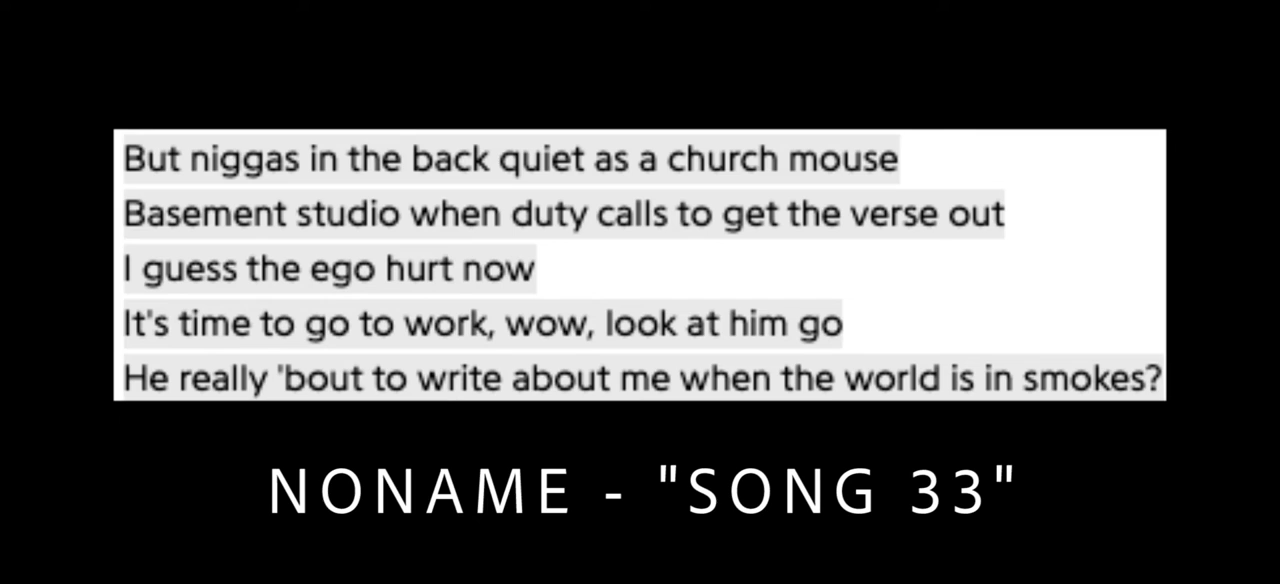 But niggas in the back quiet as a church mouse
Basement studio when duty calls to get the verse out
I guess the ego hurt now
It's time to go to work, wow, look at him go
He really 'bout to write about me when the world is in smokes?
NONAME - "SONG 33"